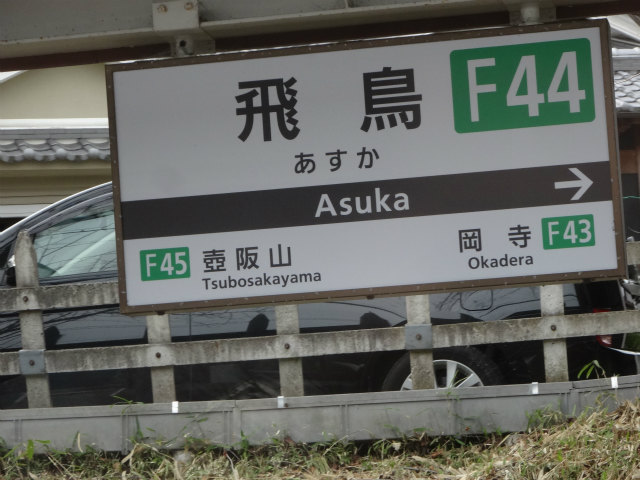 飛鳥 F44
あすか
Asuka →
F45 壺阪山
Tsubosakayama
岡寺 F43
Okadera